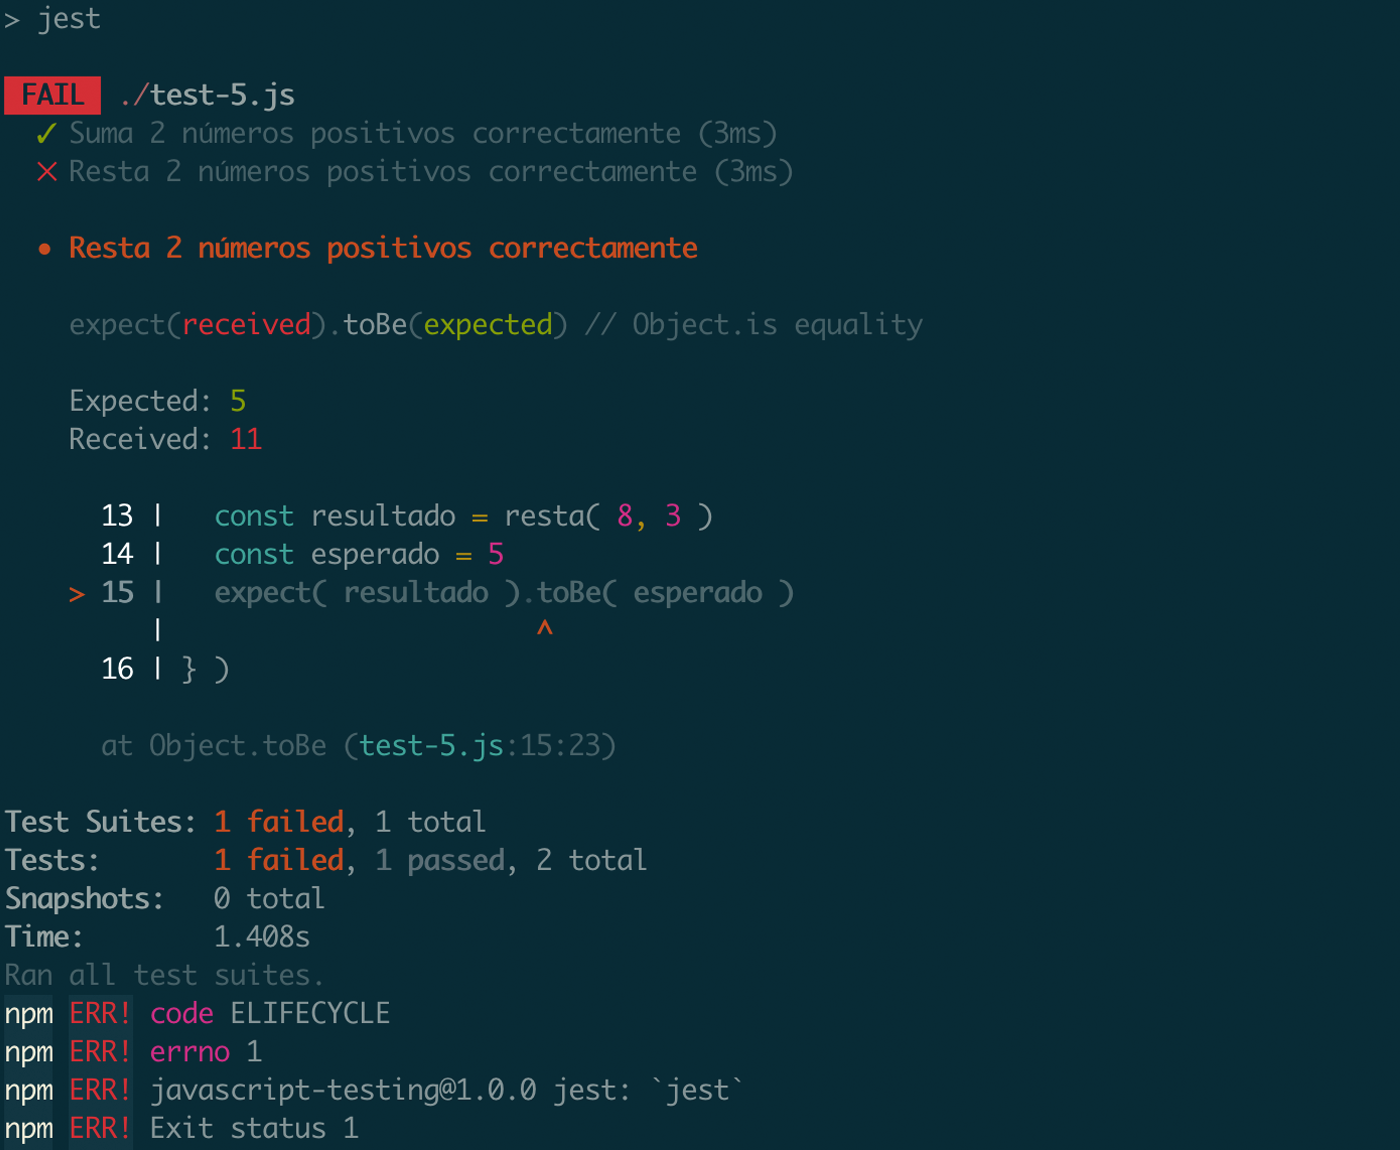 > jest
FAIL ./test-5.js
✓ Suma 2 números positivos correctamente (3ms)
✕ Resta 2 números positivos correctamente (3ms)
● Resta 2 números positivos correctamente
expect(received).toBe(expected) // Object.is equality
Expected: 5
Received: 11
13 |   const resultado = resta( 8, 3 )
14 |   const esperado = 5
> 15 |   expect( resultado ).toBe( esperado )
|                       ^
16 | } )
at Object.toBe (test-5.js:15:23)
Test Suites: 1 failed, 1 total
Tests:       1 failed, 1 passed, 2 total
Snapshots:   0 total
Time:        1.408s
Ran all test suites.
npm ERR! code ELIFECYCLE
npm ERR! errno 1
npm ERR! javascript-testing@1.0.0 jest: `jest`
npm ERR! Exit status 1